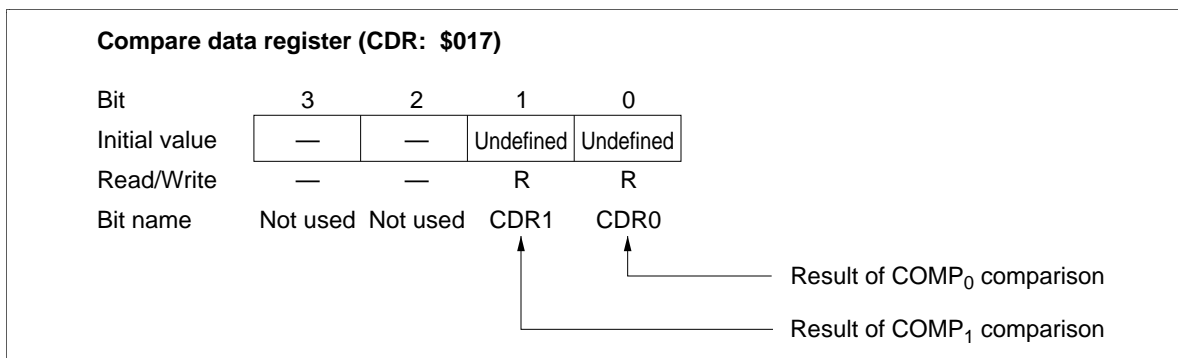 Compare data register (CDR: $017)
Bit 3 2 1 0
Initial value — — Undefined Undefined
Read/Write — — R R
Bit name Not used Not used CDR1 CDR0
Result of COMP0 comparison
Result of COMP1 comparison